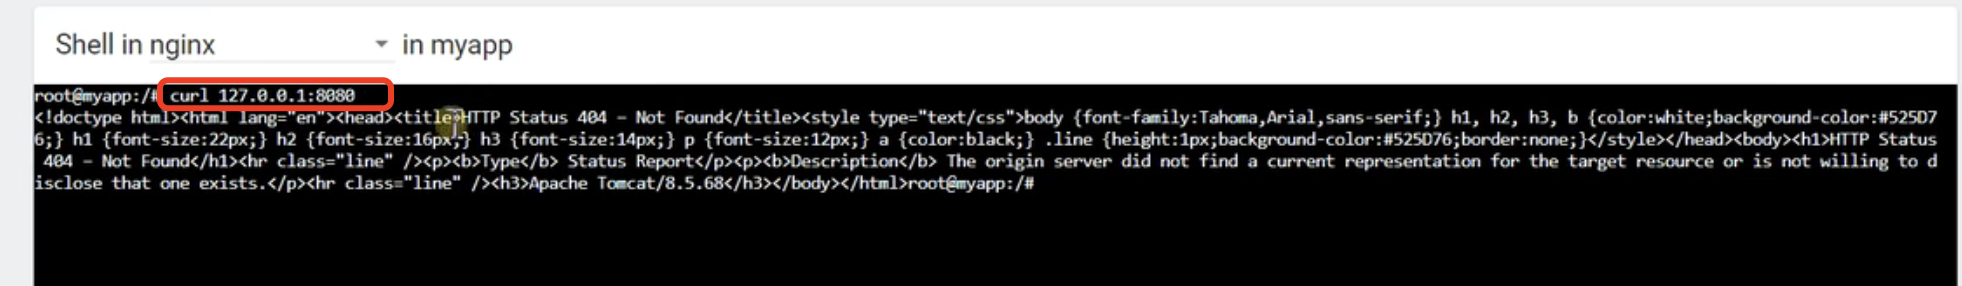 Shell in nginx in myapp
root@myapp:/# curl 127.0.0.1:8080
<!doctype html><html lang="en"><head><title>HTTP Status 404 – Not Found</title><style type="text/css">body {font-family:Tahoma,Arial,sans-serif;} h1, h2, h3, b {color:white;background-color:#525D7
6;} h1 {font-size:22px;} h2 {font-size:16px;} h3 {font-size:14px;} p {font-size:12px;} a {color:black;} .line {height:1px;background-color:#525D76;border:none;}</style></head><body><h1>HTTP Status
404 – Not Found</h1><hr class="line" /><p><b>Type</b> Status Report</p><p><b>Description</b> The origin server did not find a current representation for the target resource or is not willing to d
isclose that one exists.</p><hr class="line" /><h3>Apache Tomcat/8.5.68</h3></body></html>root@myapp:/#